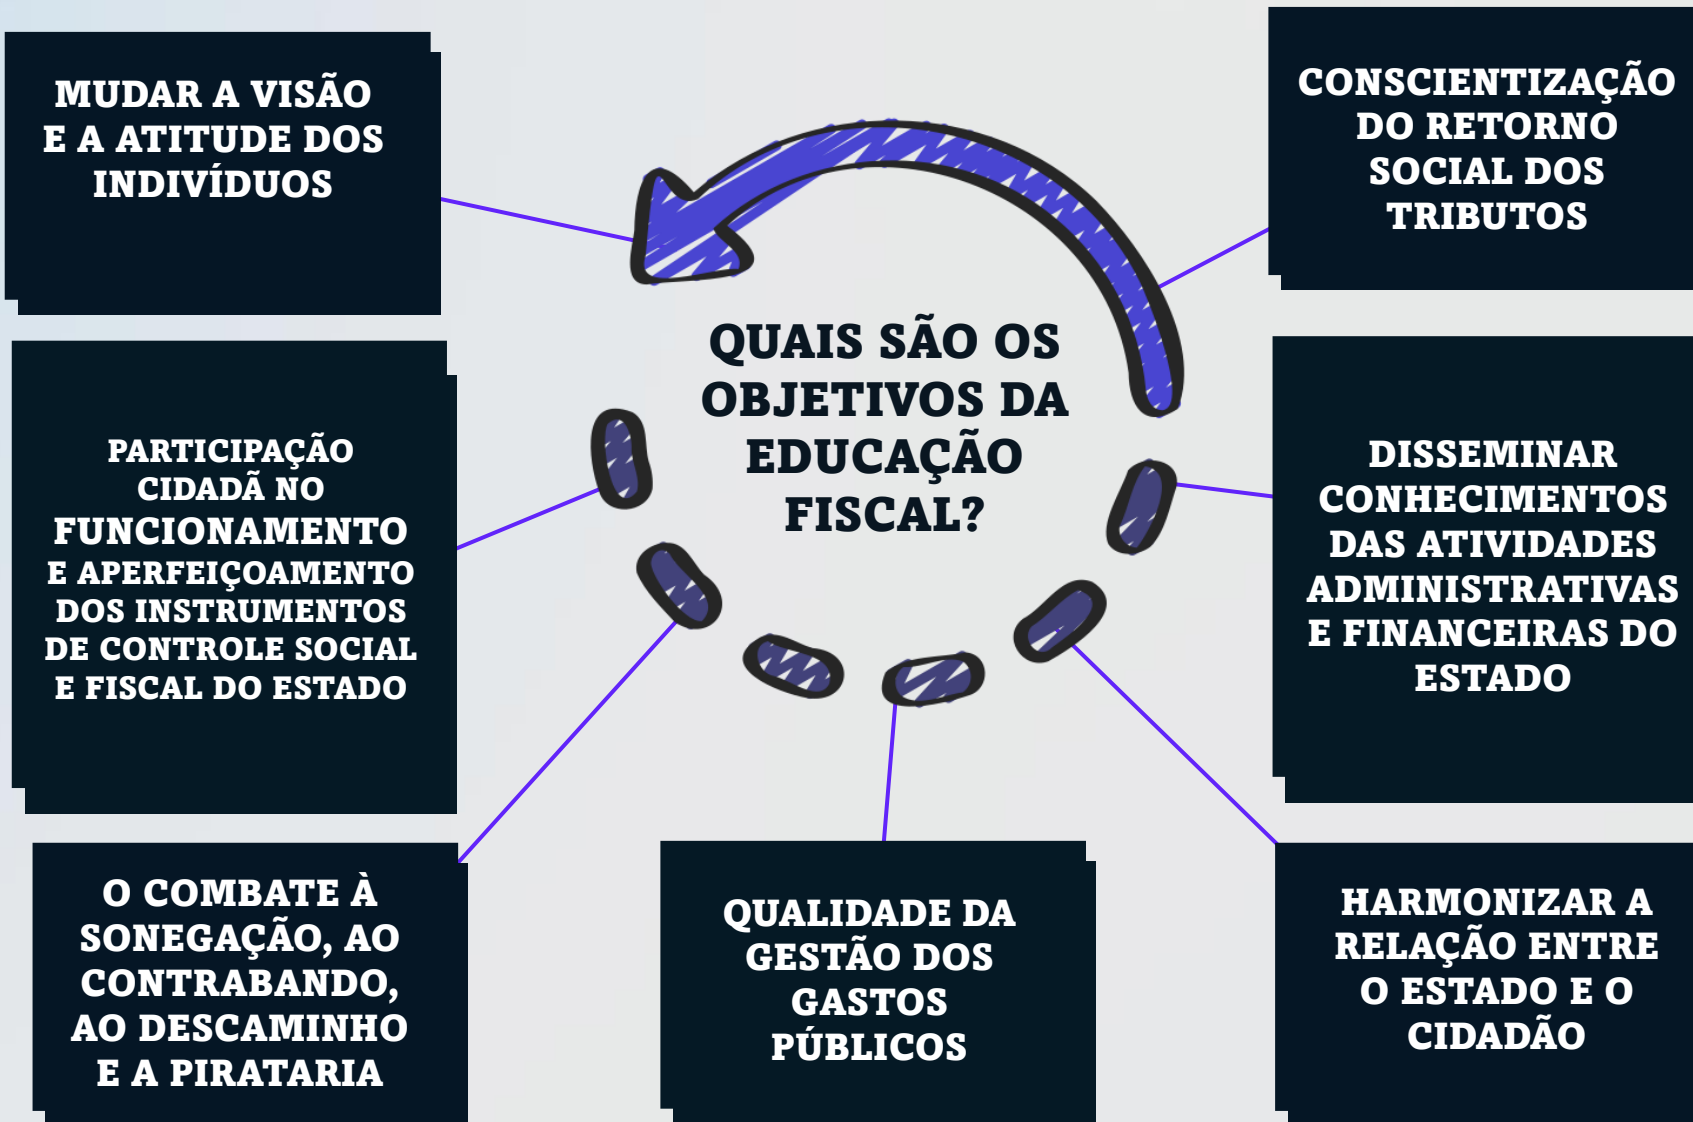 MUDAR A VISÃO
E A ATITUDE DOS
INDIVÍDUOS
CONSCIENTIZAÇÃO
DO RETORNO
SOCIAL DOS
TRIBUTOS
QUAIS SÃO OS
OBJETIVOS DA
EDUCAÇÃO
FISCAL?
PARTICIPAÇÃO
CIDADÃ NO
FUNCIONAMENTO
E APERFEIÇOAMENTO
DOS INSTRUMENTOS
DE CONTROLE SOCIAL
E FISCAL DO ESTADO
DISSEMINAR
CONHECIMENTOS
DAS ATIVIDADES
ADMINISTRATIVAS
E FINANCEIRAS DO
ESTADO
O COMBATE À
SONEGAÇÃO, AO
CONTRABANDO,
AO DESCAMINHO
E A PIRATARIA
QUALIDADE DA
GESTÃO DOS
GASTOS
PÚBLICOS
HARMONIZAR A
RELAÇÃO ENTRE
O ESTADO E O
CIDADÃO